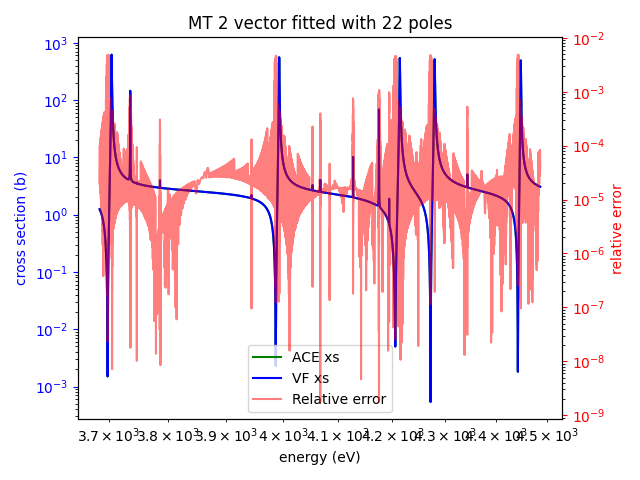 MT 2 vector fitted with 22 poles
10³
10²
10¹
10⁰
10⁻¹
10⁻²
10⁻³
cross section (b)
10⁻²
10⁻³
10⁻⁴
10⁻⁵
10⁻⁶
10⁻⁷
10⁻⁸
10⁻⁹
relative error
ACE xs
VF xs
Relative error
3.7 × 10³ 3.8 × 10³ 3.9 × 10³ 4 × 10³ 4.1 × 10³ 4.2 × 10³ 4.3 × 10³ 4.4 × 10³ 4.5 × 10³
energy (eV)